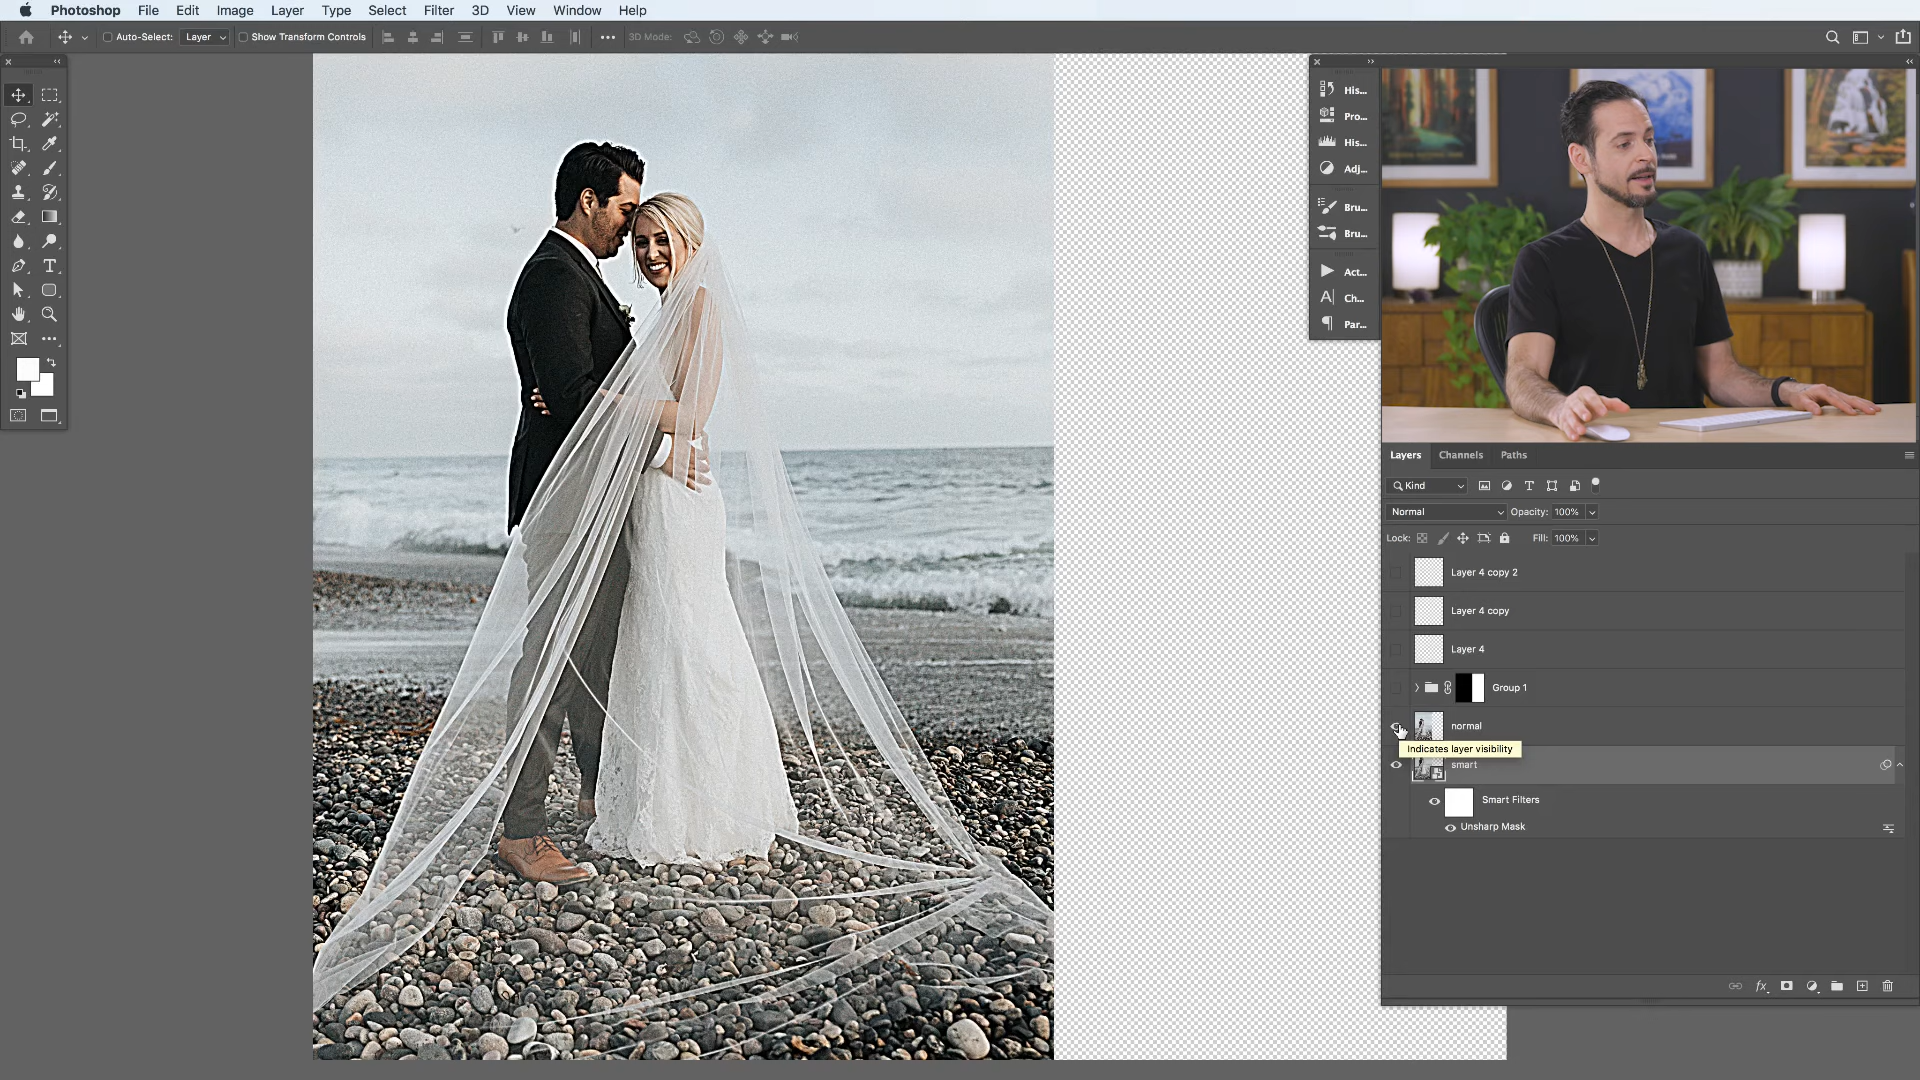 Photoshop File Edit Image Layer Type Select Filter 3D View Window Help
Auto-Select: Layer Show Transform Controls 3D Mode:
His...
Pro...
His...
Adj...
Bru...
Bru...
Act...
Ch...
Par...
Layers Channels Paths
Kind
Normal Opacity: 100%
Lock: Fill: 100%
Layer 4 copy 2
Layer 4 copy
Layer 4
Group 1
normal
Indicates layer visibility
smart
Smart Filters
Unsharp Mask